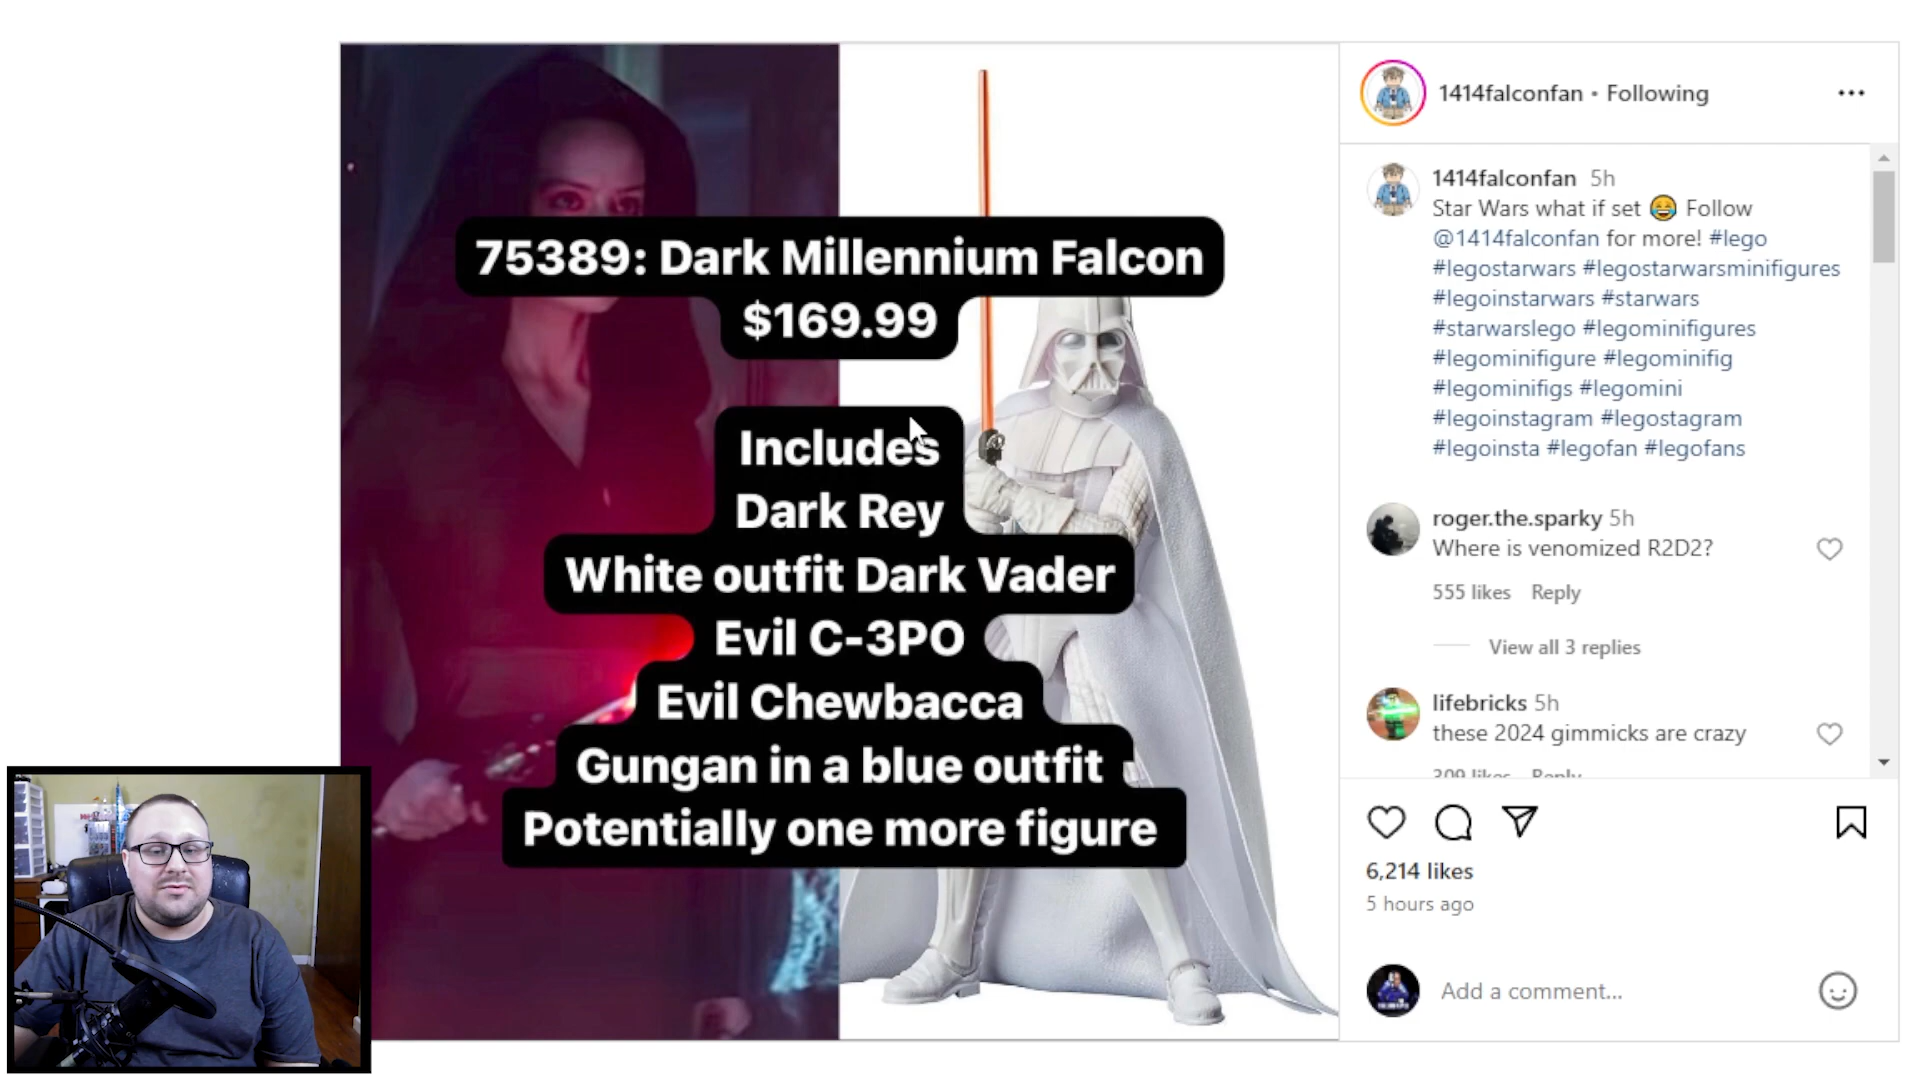 75389: Dark Millennium Falcon
$169.99
Includes
Dark Rey
White outfit Dark Vader
Evil C-3PO
Evil Chewbacca
Gungan in a blue outfit
Potentially one more figure
1414falconfan • Following
1414falconfan 5h
Star Wars what if set 😂 Follow
@1414falconfan for more! #lego
#legostarwars #legostarwarsminifigures
#legoinstarwars #starwars
#starwarslego #legominifigures
#legominifigure #legominifig
#legominifigs #legomini
#legoinstagram #legostagram
#legoinsta #legofan #legofans
roger.the.sparky 5h
Where is venomized R2D2?
555 likes Reply
View all 3 replies
lifebricks 5h
these 2024 gimmicks are crazy
309 likes Reply
6,214 likes
5 hours ago
Add a comment...